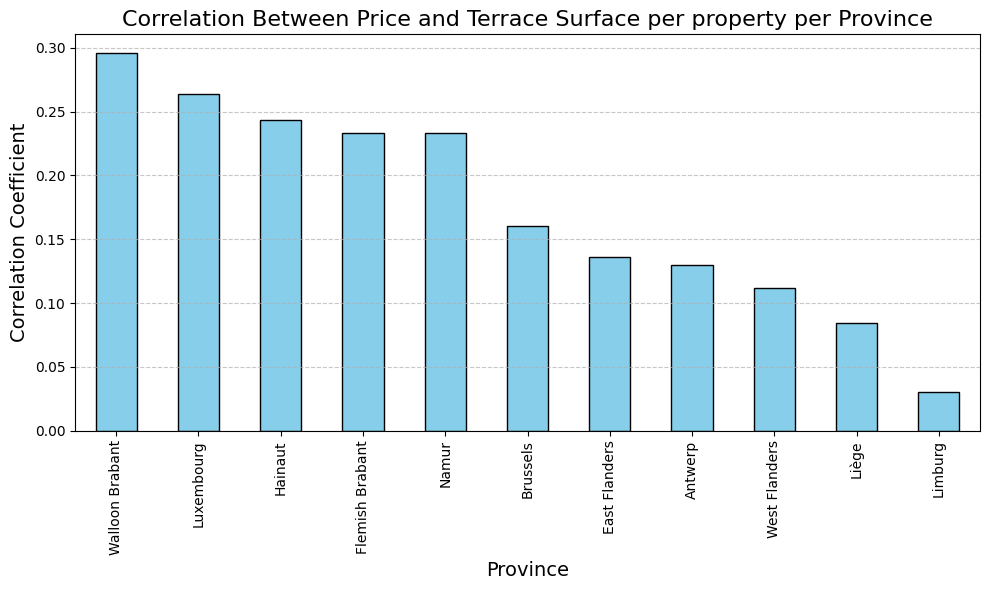 Correlation Between Price and Terrace Surface per property per Province
Correlation Coefficient
0.30
0.25
0.20
0.15
0.10
0.05
0.00
Walloon Brabant
Luxembourg
Hainaut
Flemish Brabant
Namur
Brussels
East Flanders
Antwerp
West Flanders
Liège
Limburg
Province